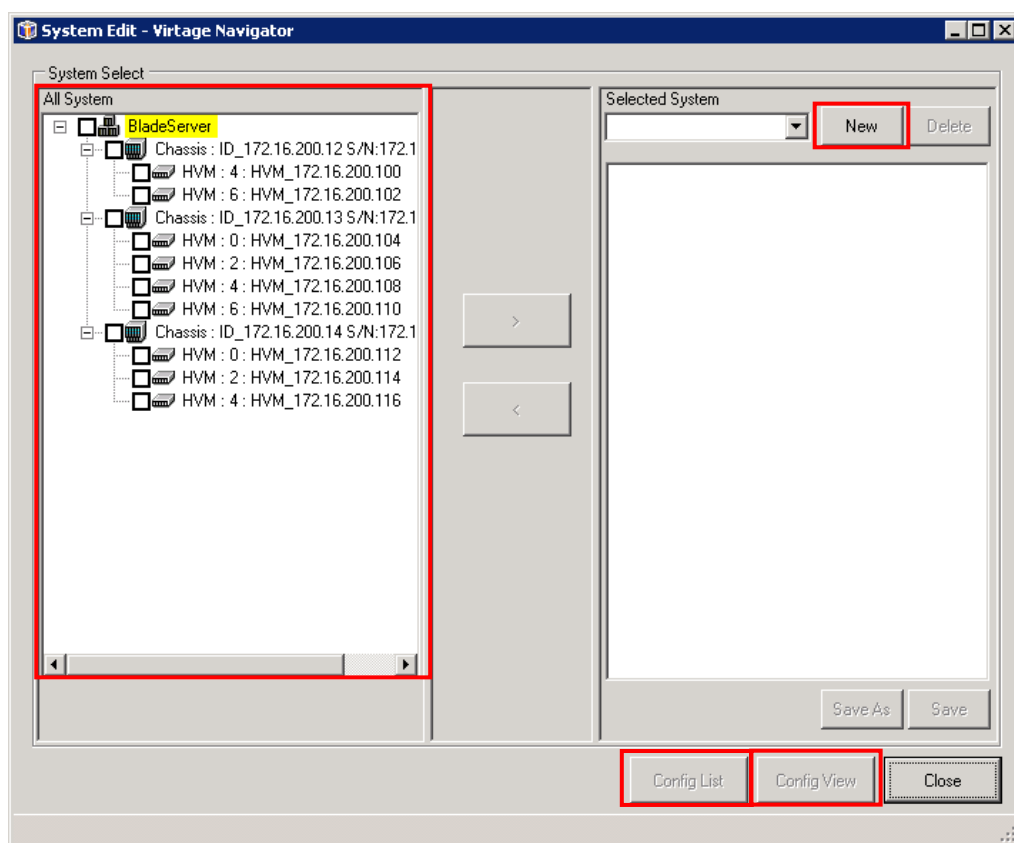 System Edit - Virtage Navigator
System Select
All System
BladeServer
Chassis : ID_172.16.200.12 S/N:172.1
HVM : 4 : HVM_172.16.200.100
HVM : 6 : HVM_172.16.200.102
Chassis : ID_172.16.200.13 S/N:172.1
HVM : 0 : HVM_172.16.200.104
HVM : 2 : HVM_172.16.200.106
HVM : 4 : HVM_172.16.200.108
HVM : 6 : HVM_172.16.200.110
Chassis : ID_172.16.200.14 S/N:172.1
HVM : 0 : HVM_172.16.200.112
HVM : 2 : HVM_172.16.200.114
HVM : 4 : HVM_172.16.200.116
>
<
Selected System
New Delete
Save As Save
Config List Config View Close